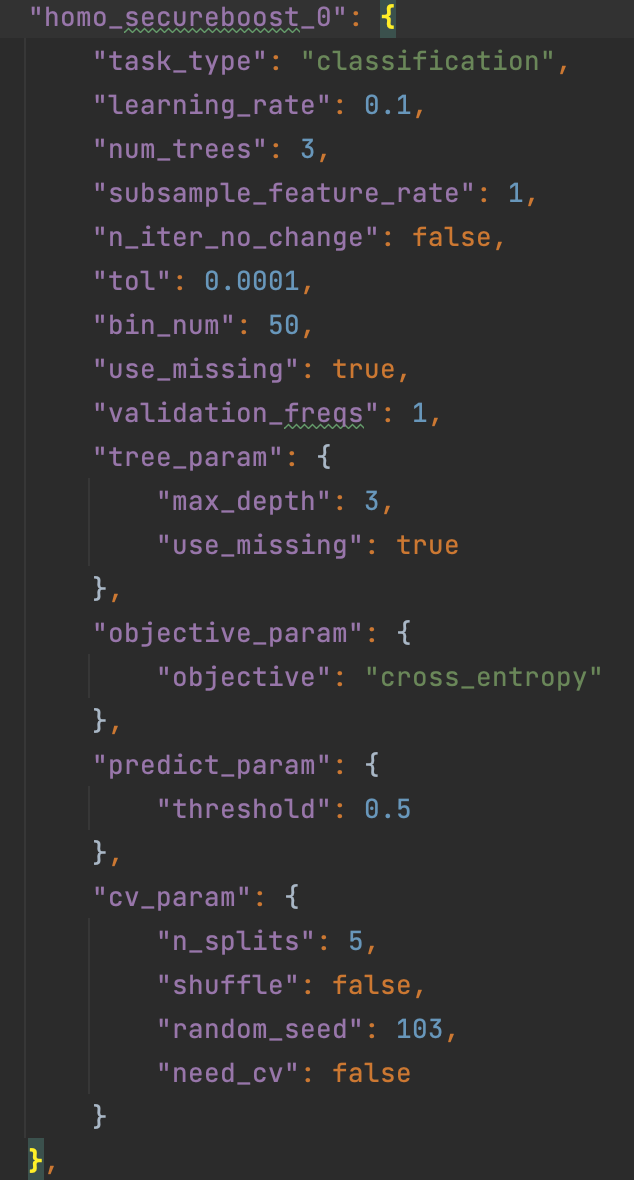 "homo_secureboost_0": {
"task_type": "classification",
"learning_rate": 0.1,
"num_trees": 3,
"subsample_feature_rate": 1,
"n_iter_no_change": false,
"tol": 0.0001,
"bin_num": 50,
"use_missing": true,
"validation_freqs": 1,
"tree_param": {
"max_depth": 3,
"use_missing": true
},
"objective_param": {
"objective": "cross_entropy"
},
"predict_param": {
"threshold": 0.5
},
"cv_param": {
"n_splits": 5,
"shuffle": false,
"random_seed": 103,
"need_cv": false
}
},